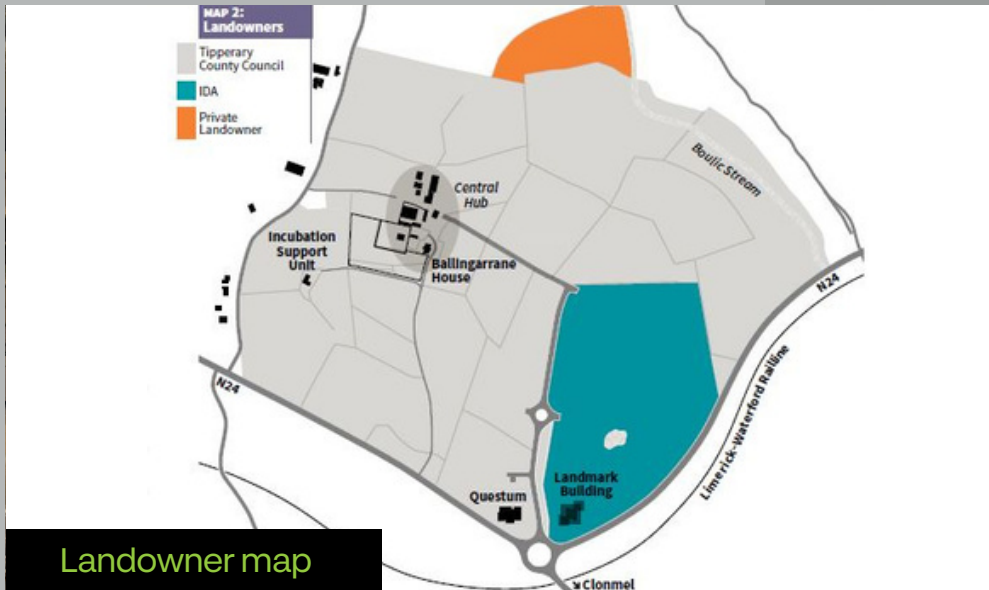 MAP 2:
Landowners
Tipperary
County Council
IDA
Private
Landowner
Boulic Stream
Central
Hub
Incubation
Support
Unit
Ballingarrane
House
N24
N24
Limerick-Waterford Railline
Landmark
Building
Questum
Clonmel
Landowner map